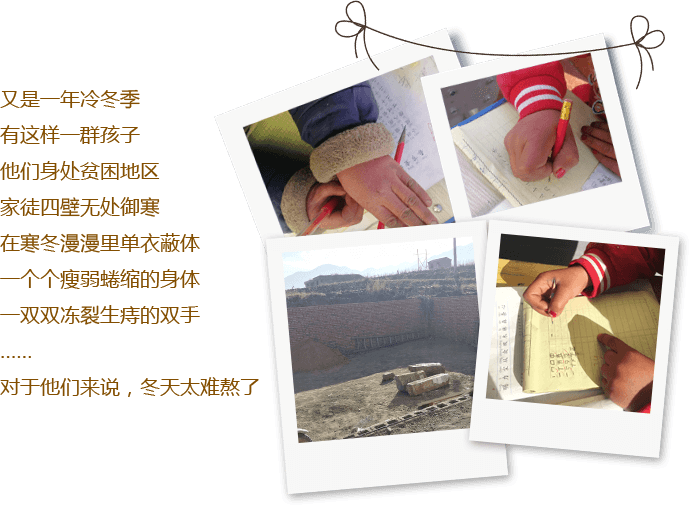 又是一年冷冬季
有这样一群孩子
他们身处贫困地区
家徒四壁无处御寒
在寒冬漫漫里单衣蔽体
一个个瘦弱蜷缩的身体
一双双冻裂生痔的双手
……
对于他们来说，冬天太难熬了